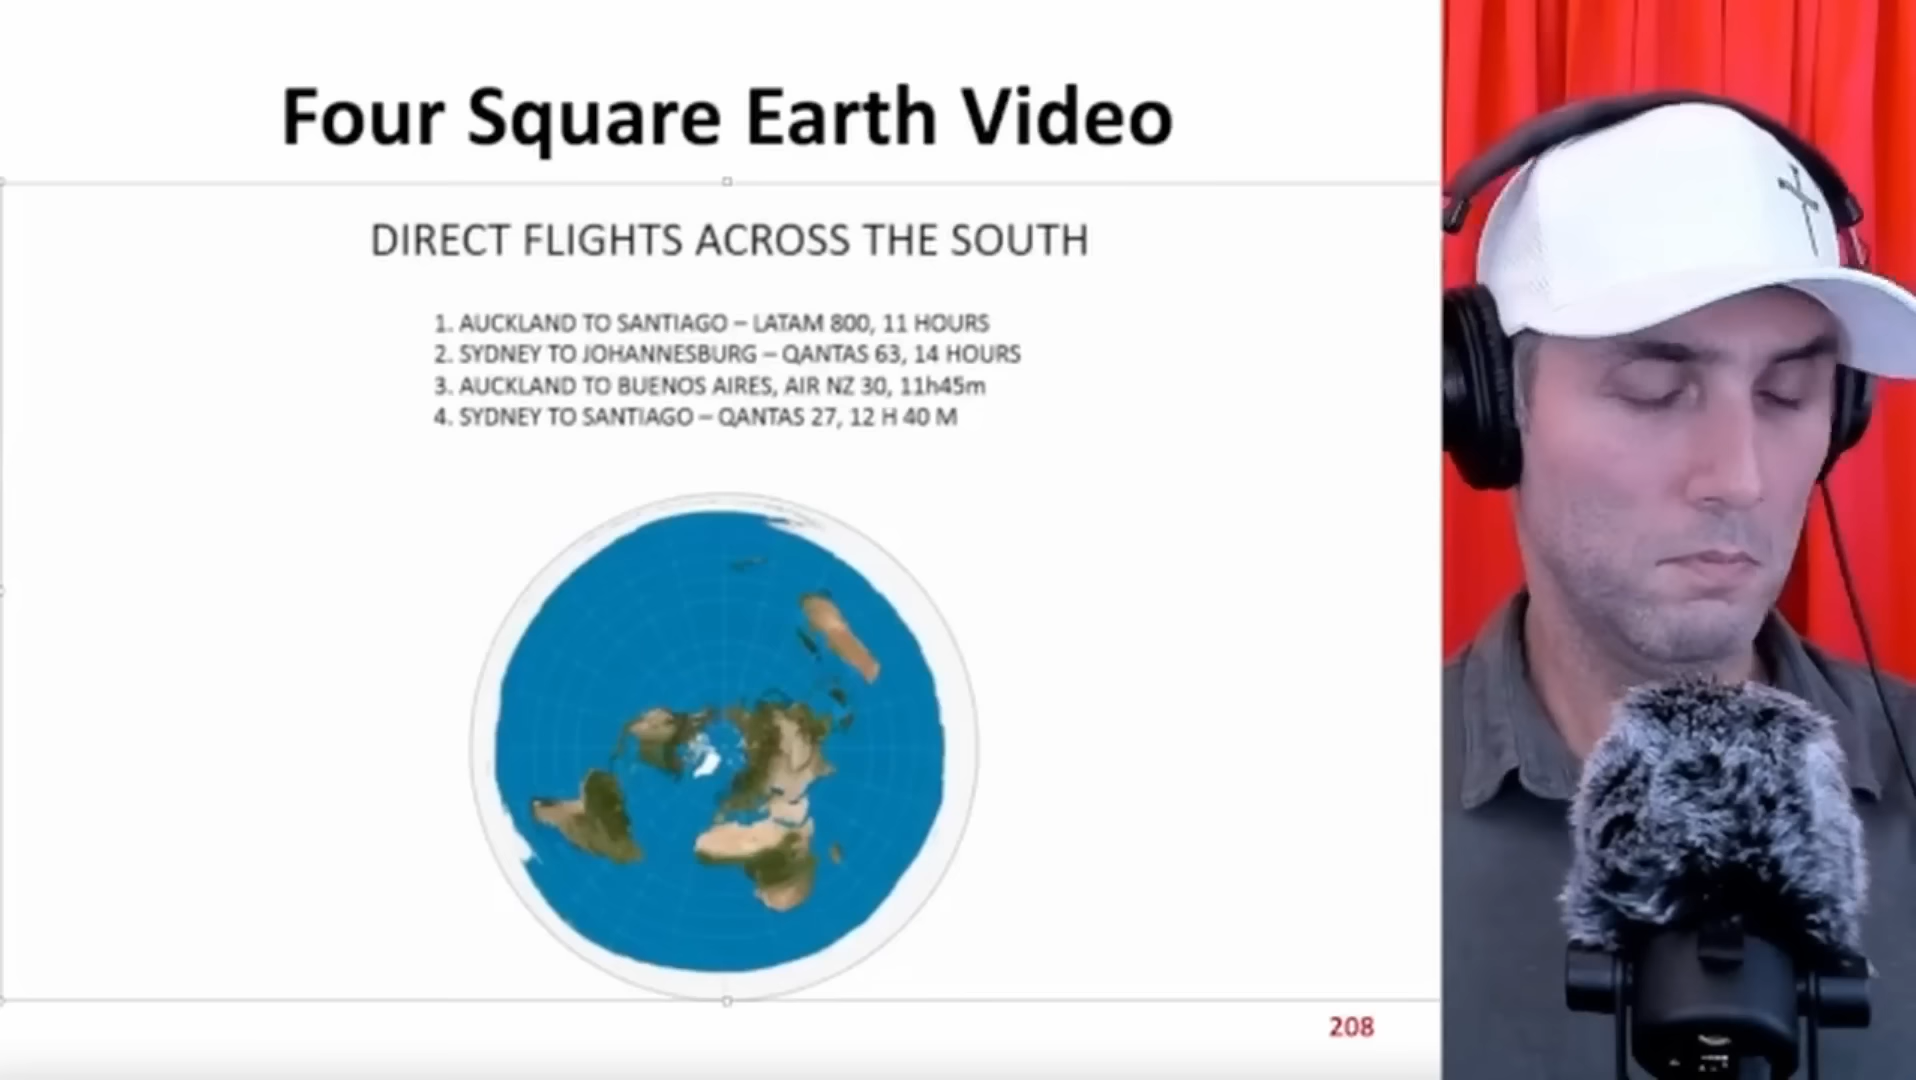 Four Square Earth Video
DIRECT FLIGHTS ACROSS THE SOUTH
1. AUCKLAND TO SANTIAGO – LATAM 800, 11 HOURS
2. SYDNEY TO JOHANNESBURG – QANTAS 63, 14 HOURS
3. AUCKLAND TO BUENOS AIRES, AIR NZ 30, 11h45m
4. SYDNEY TO SANTIAGO – QANTAS 27, 12 H 40 M
208